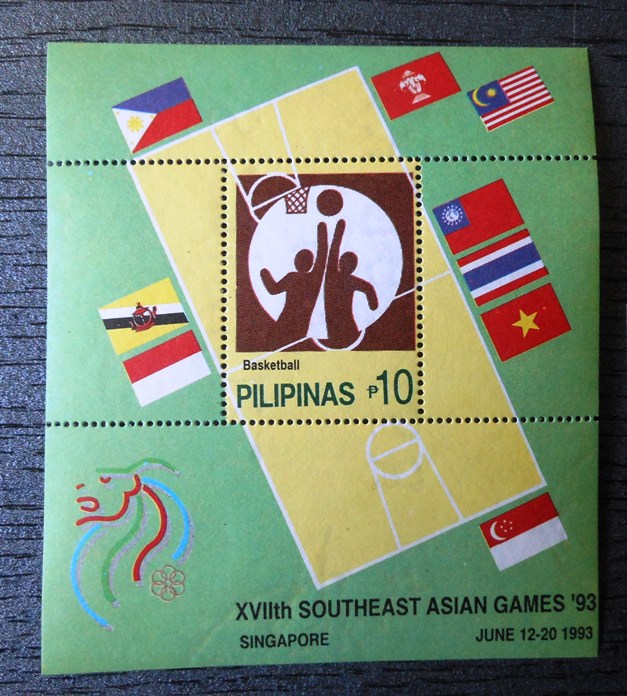 Basketball
PILIPINAS ₱10
XVIIth SOUTHEAST ASIAN GAMES '93
SINGAPORE JUNE 12-20 1993